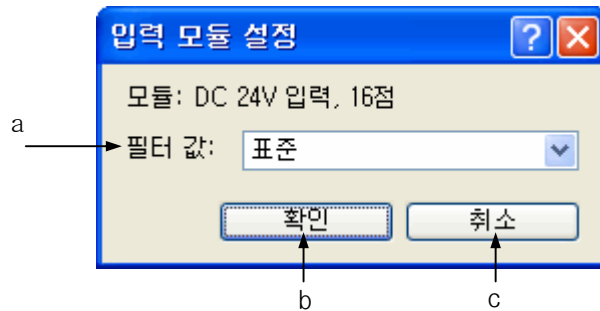 입력 모듈 설정
모듈: DC 24V 입력, 16점
a
필터 값: 표준
확인 취소
b c